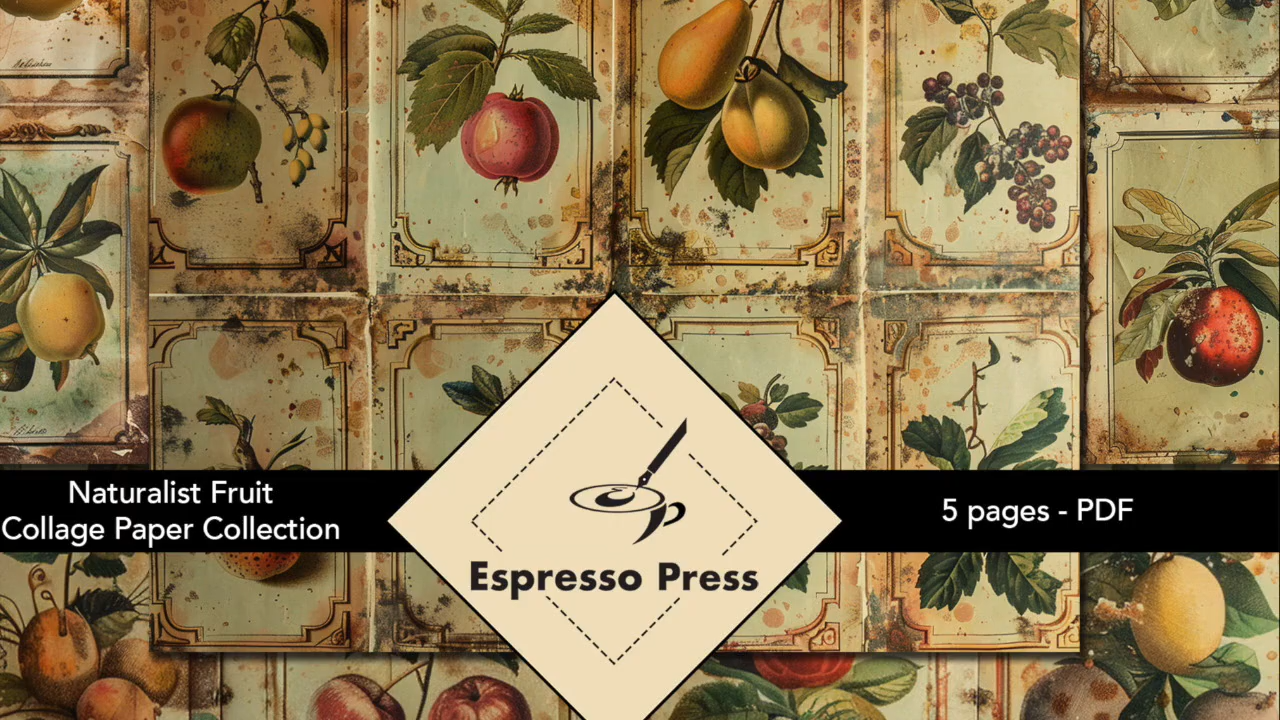 Naturalist Fruit
Collage Paper Collection
Espresso Press
5 pages - PDF